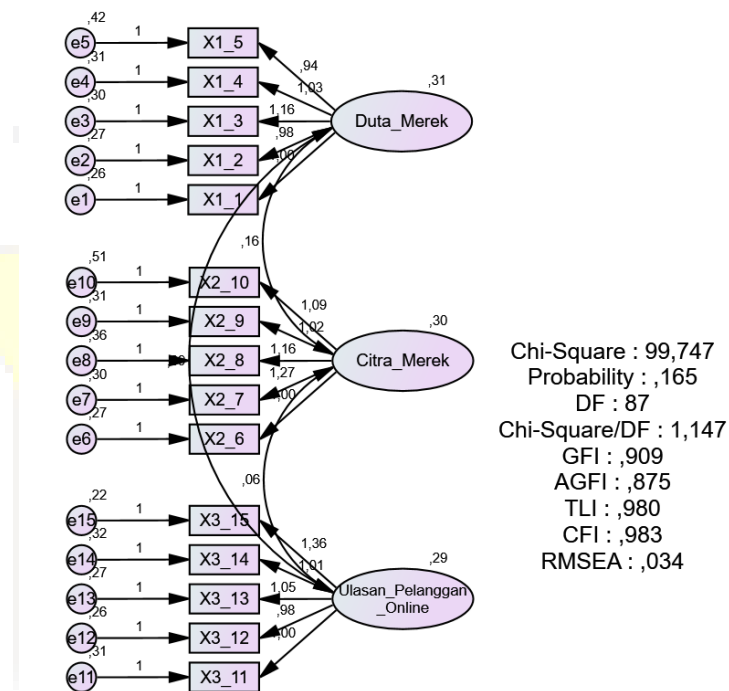 ,42
e5
1
X1_5
,31
e4
1
X1_4
,30
e3
1
X1_3
,27
e2
1
X1_2
,26
e1
1
X1_1
,94
1,03
1,16
,98
,31
Duta_Merek
,16
,51
e10
1
X2_10
,31
e9
1
X2_9
,36
e8
1
X2_8
,30
e7
1
X2_7
,27
e6
1
X2_6
1,09
1,02
1,16
1,27
,30
Citra_Merek
,06
,22
e15
1
X3_15
,32
e14
1
X3_14
,27
e13
1
X3_13
,26
e12
1
X3_12
,31
e11
1
X3_11
1,36
1,01
1,05
,98
,29
Ulasan_Pelanggan
_Online
Chi-Square : 99,747
Probability : ,165
DF : 87
Chi-Square/DF : 1,147
GFI : ,909
AGFI : ,875
TLI : ,980
CFI : ,983
RMSEA : ,034